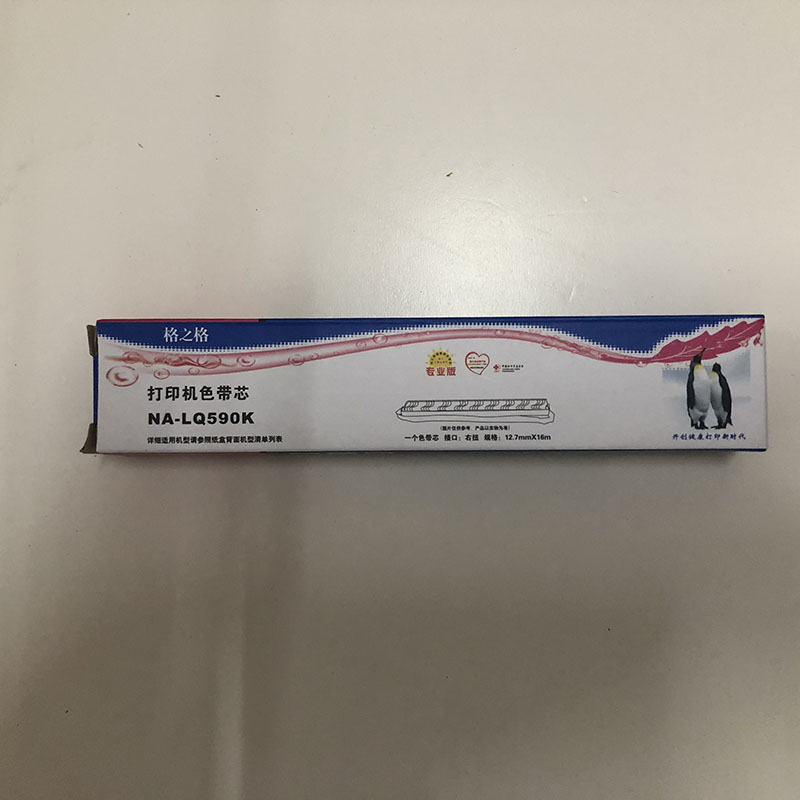 格之格
专业版
打印机色带芯
NA-LQ590K
详细适用机型请参照纸盒背面机型清单列表
(图片仅供参考，产品以实物为准)
一个色带芯 接口：右扭 规格：12.7mmX16m
开创健康打印新时代